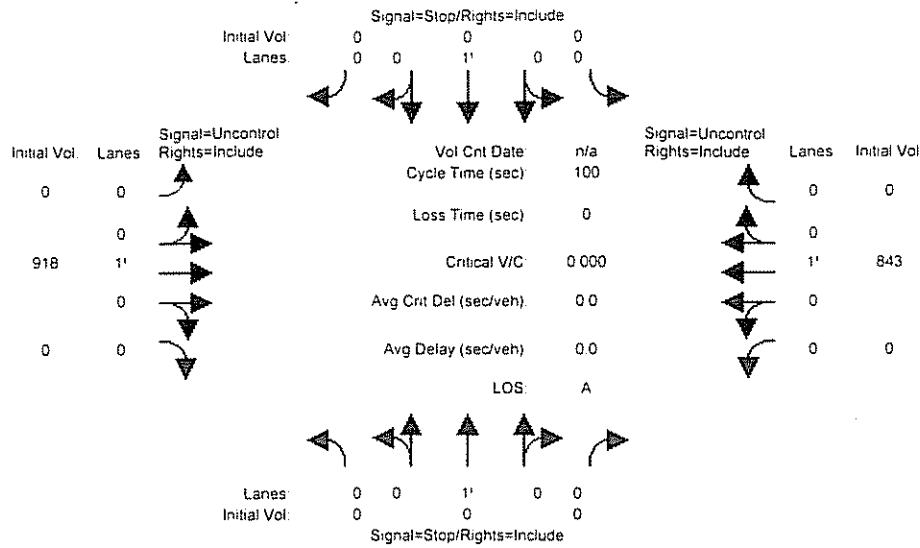 Signal=Stop/Rights=Include
Initial Vol: 0 0 0
Lanes: 0 0 1! 0 0
Signal=Uncontrol
Rights=Include
Initial Vol. Lanes
Vol Cnt Date: n/a
Cycle Time (sec): 100
Signal=Uncontrol
Rights=Include
Lanes Initial Vol
0 0
0 0
Loss Time (sec) 0
0
0
918 1!
Critical V/C: 0.000
1! 843
0
Avg Crit Del (sec/veh): 0.0
0
0 0
Avg Delay (sec/veh) 0.0
0 0
LOS: A
Lanes: 0 0 1! 0 0
Initial Vol: 0 0 0
Signal=Stop/Rights=Include